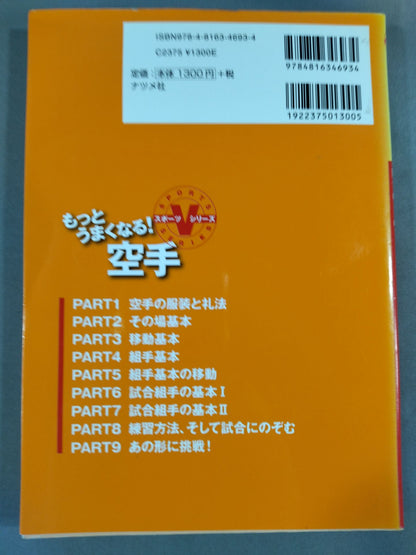 ISBN978-4-8163-4693-4
C2375 ¥1300E
定価：本体1300円+税
ナツメ社
9784816346934
1922375013005
もっと
うまくなる!
空手
SPORTS
スポーツ V シリーズ
SERIES
PART1 空手の服装と礼法
PART2 その場基本
PART3 移動基本
PART4 組手基本
PART5 組手基本の移動
PART6 試合組手の基本Ⅰ
PART7 試合組手の基本Ⅱ
PART8 練習方法、そして試合にのぞむ
PART9 あの形に挑戦!